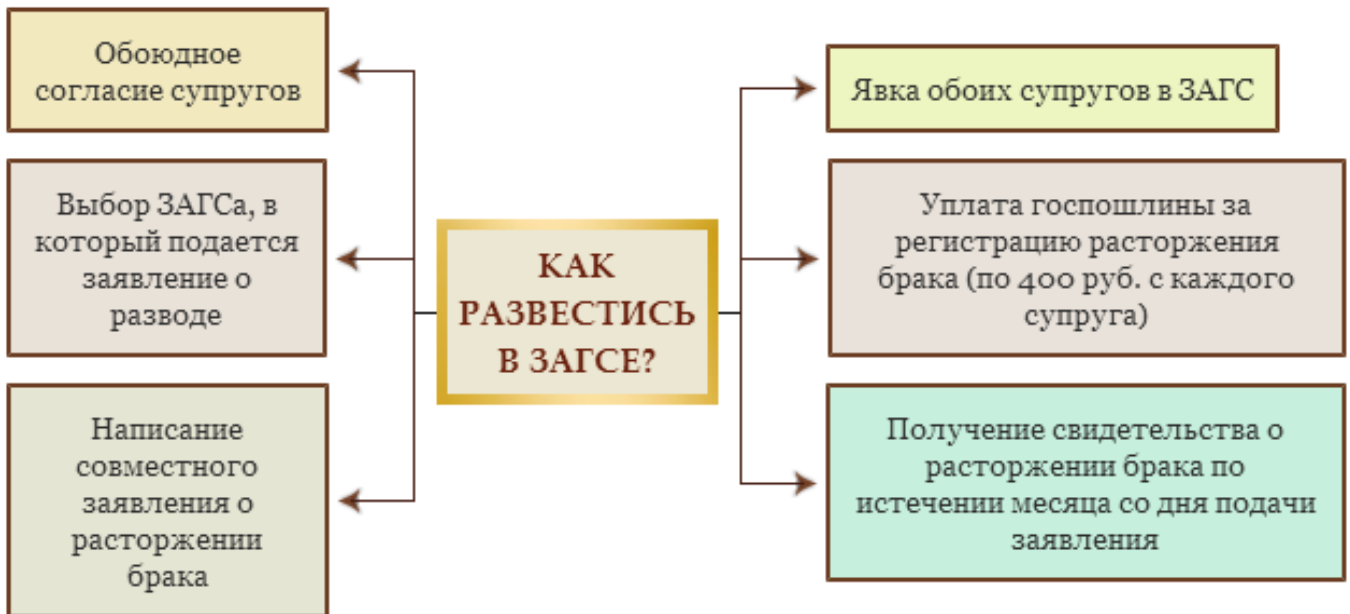 Обоюдное
согласие супругов
Выбор ЗАГСа, в
который подается
заявление о
разводе
Написание
совместного
заявления о
расторжении
брака
КАК
РАЗВЕСТИСЬ
В ЗАГСЕ?
Явка обоих супругов в ЗАГС
Уплата госпошлины за
регистрацию расторжения
брака (по 400 руб. с каждого
супруга)
Получение свидетельства о
расторжении брака по
истечении месяца со дня подачи
заявления